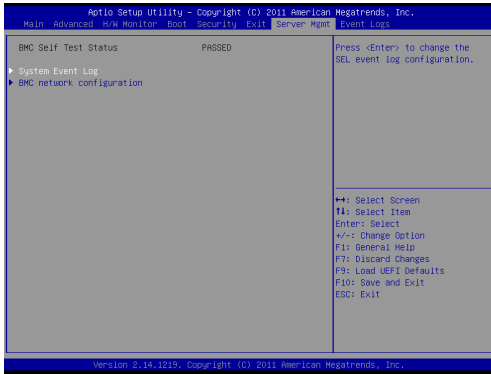 Aptio Setup Utility – Copyright (C) 2011 American Megatrends, Inc.
Main Advanced H/W Monitor Boot Security Exit Server Mgmt Event Logs
BMC Self Test Status PASSED
System Event Log
BMC network configuration
Press <Enter> to change the
SEL event log configuration.
↔: Select Screen
↑↓: Select Item
Enter: Select
+/-: Change Option
F1: General Help
F7: Discard Changes
F9: Load UEFI Defaults
F10: Save and Exit
ESC: Exit
Version 2.14.1219. Copyright (C) 2011 American Megatrends, Inc.